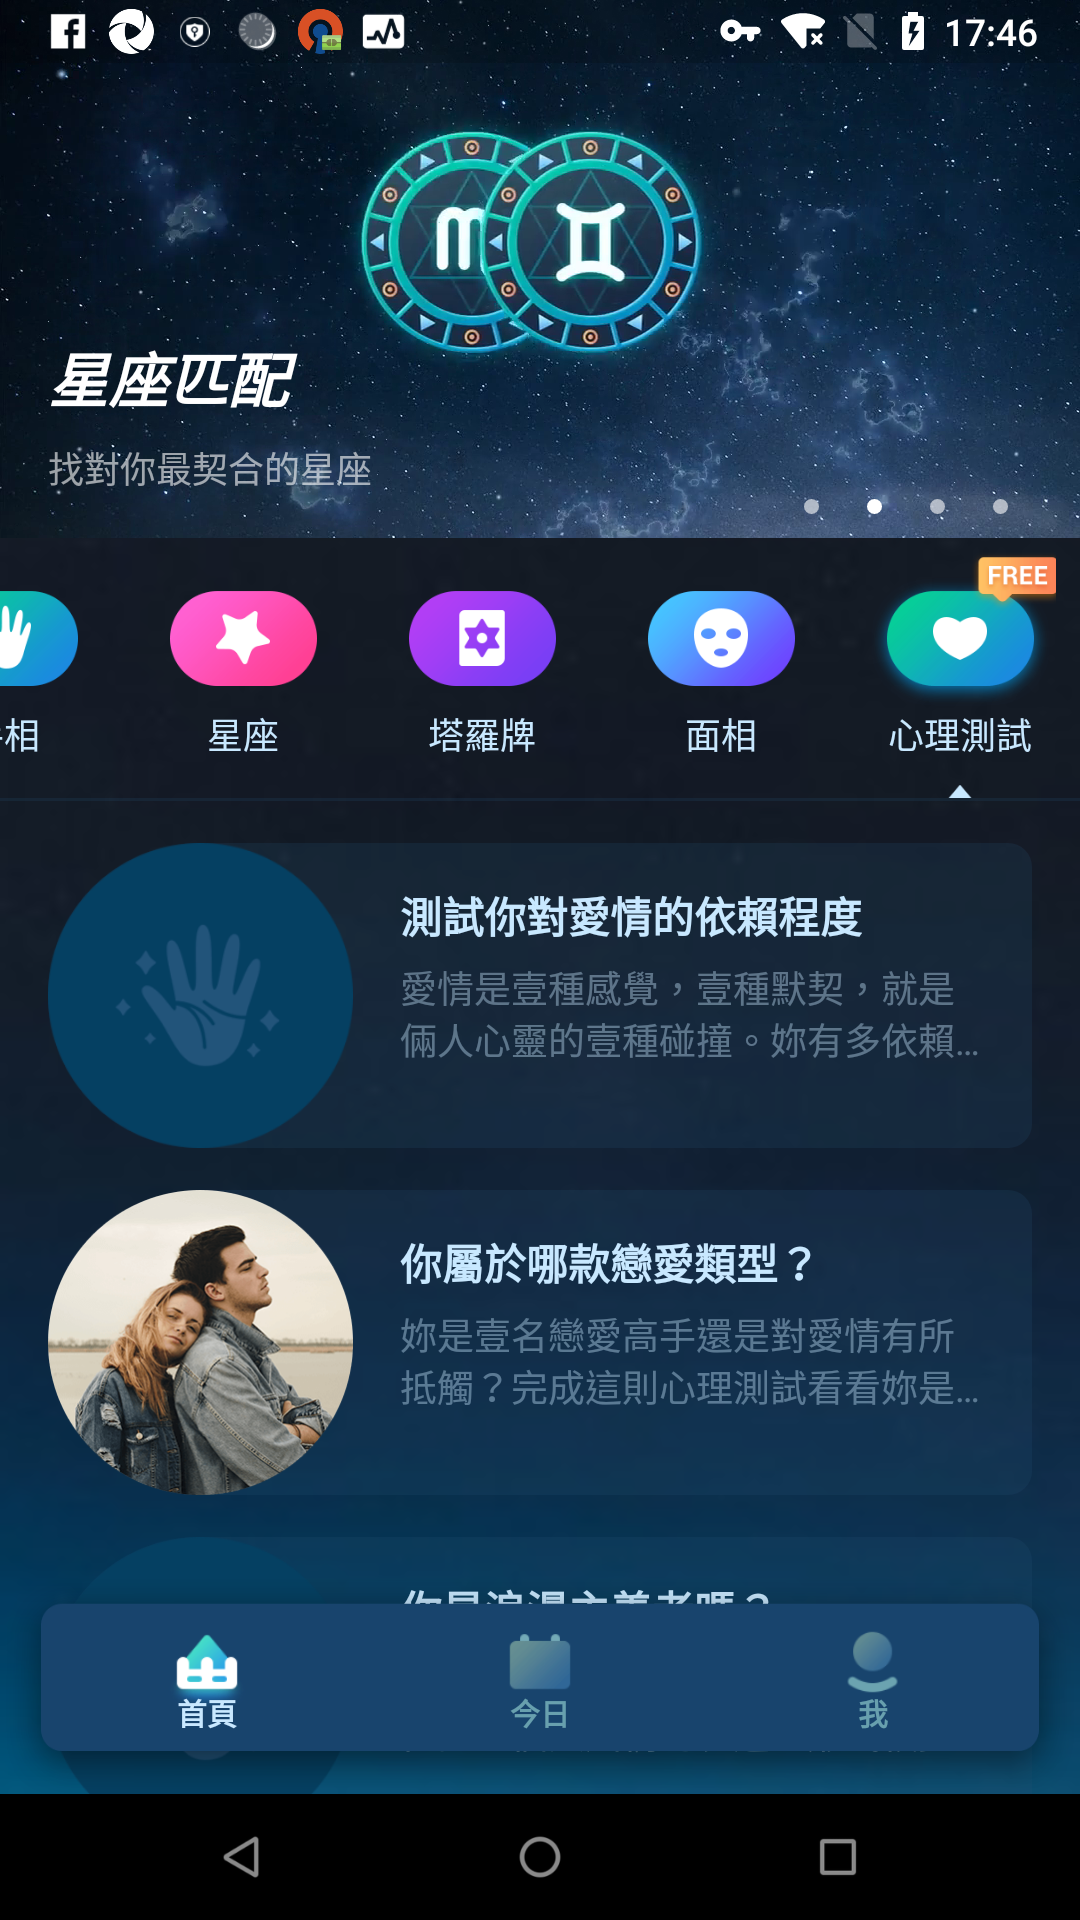 17:46
星座匹配
找對你最契合的星座
FREE
相
星座
塔羅牌
面相
心理測試
測試你對愛情的依賴程度
愛情是壹種感覺，壹種默契，就是
倆人心靈的壹種碰撞。妳有多依賴...
你屬於哪款戀愛類型？
妳是壹名戀愛高手還是對愛情有所
抵觸？完成這則心理測試看看妳是...
首頁
今日
我